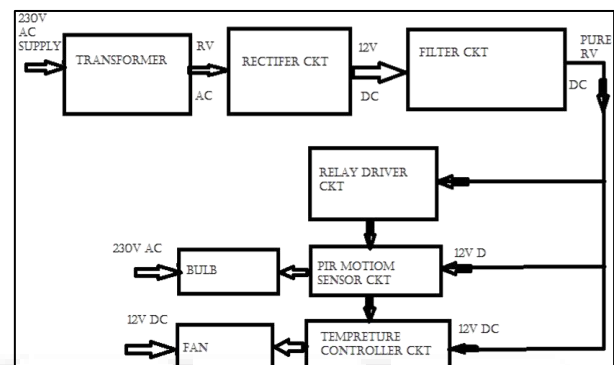 230V
AC
SUPPLY
TRANSFORMER
RV
AC
RECTIFER CKT
12V
DC
FILTER CKT
PURE
RV
DC
RELAY DRIVER
CKT
230V AC
BULB
PIR MOTIOM
SENSOR CKT
12V D
12V DC
FAN
TEMPRETURE
CONTROLLER CKT
12V DC